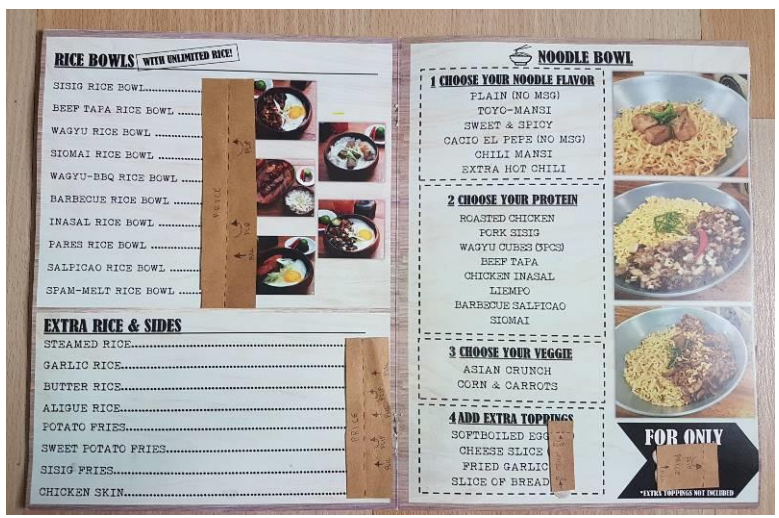 RICE BOWLS WITH UNLIMITED RICE!
SISIG RICE BOWL
BEEF TAPA RICE BOWL
WAGYU RICE BOWL
SIOMAI RICE BOWL
WAGYU-BBQ RICE BOWL
BARBECUE RICE BOWL
INASAL RICE BOWL
PARES RICE BOWL
SALPICAO RICE BOWL
SPAM-MELT RICE BOWL
PRICE
EXTRA RICE & SIDES
STEAMED RICE
GARLIC RICE
BUTTER RICE
ALIGUE RICE
POTATO FRIES
SWEET POTATO FRIES
SISIG FRIES
CHICKEN SKIN
PRICE
NOODLE BOWL
1 CHOOSE YOUR NOODLE FLAVOR
PLAIN (NO MSG)
TOYO-MANSI
SWEET & SPICY
CACIO EL PEPE (NO MSG)
CHILI MANSI
EXTRA HOT CHILI
2 CHOOSE YOUR PROTEIN
ROASTED CHICKEN
PORK SISIG
WAGYU CUBES (5PCS)
BEEF TAPA
CHICKEN INASAL
LIEMPO
BARBECUE SALPICAO
SIOMAI
3 CHOOSE YOUR VEGGIE
ASIAN CRUNCH
CORN & CARROTS
4 ADD EXTRA TOPPINGS
SOFTBOILED EGG
CHEESE SLICE
FRIED GARLIC
SLICE OF BREAD
FOR ONLY
*EXTRA TOPPINGS NOT INCLUDED